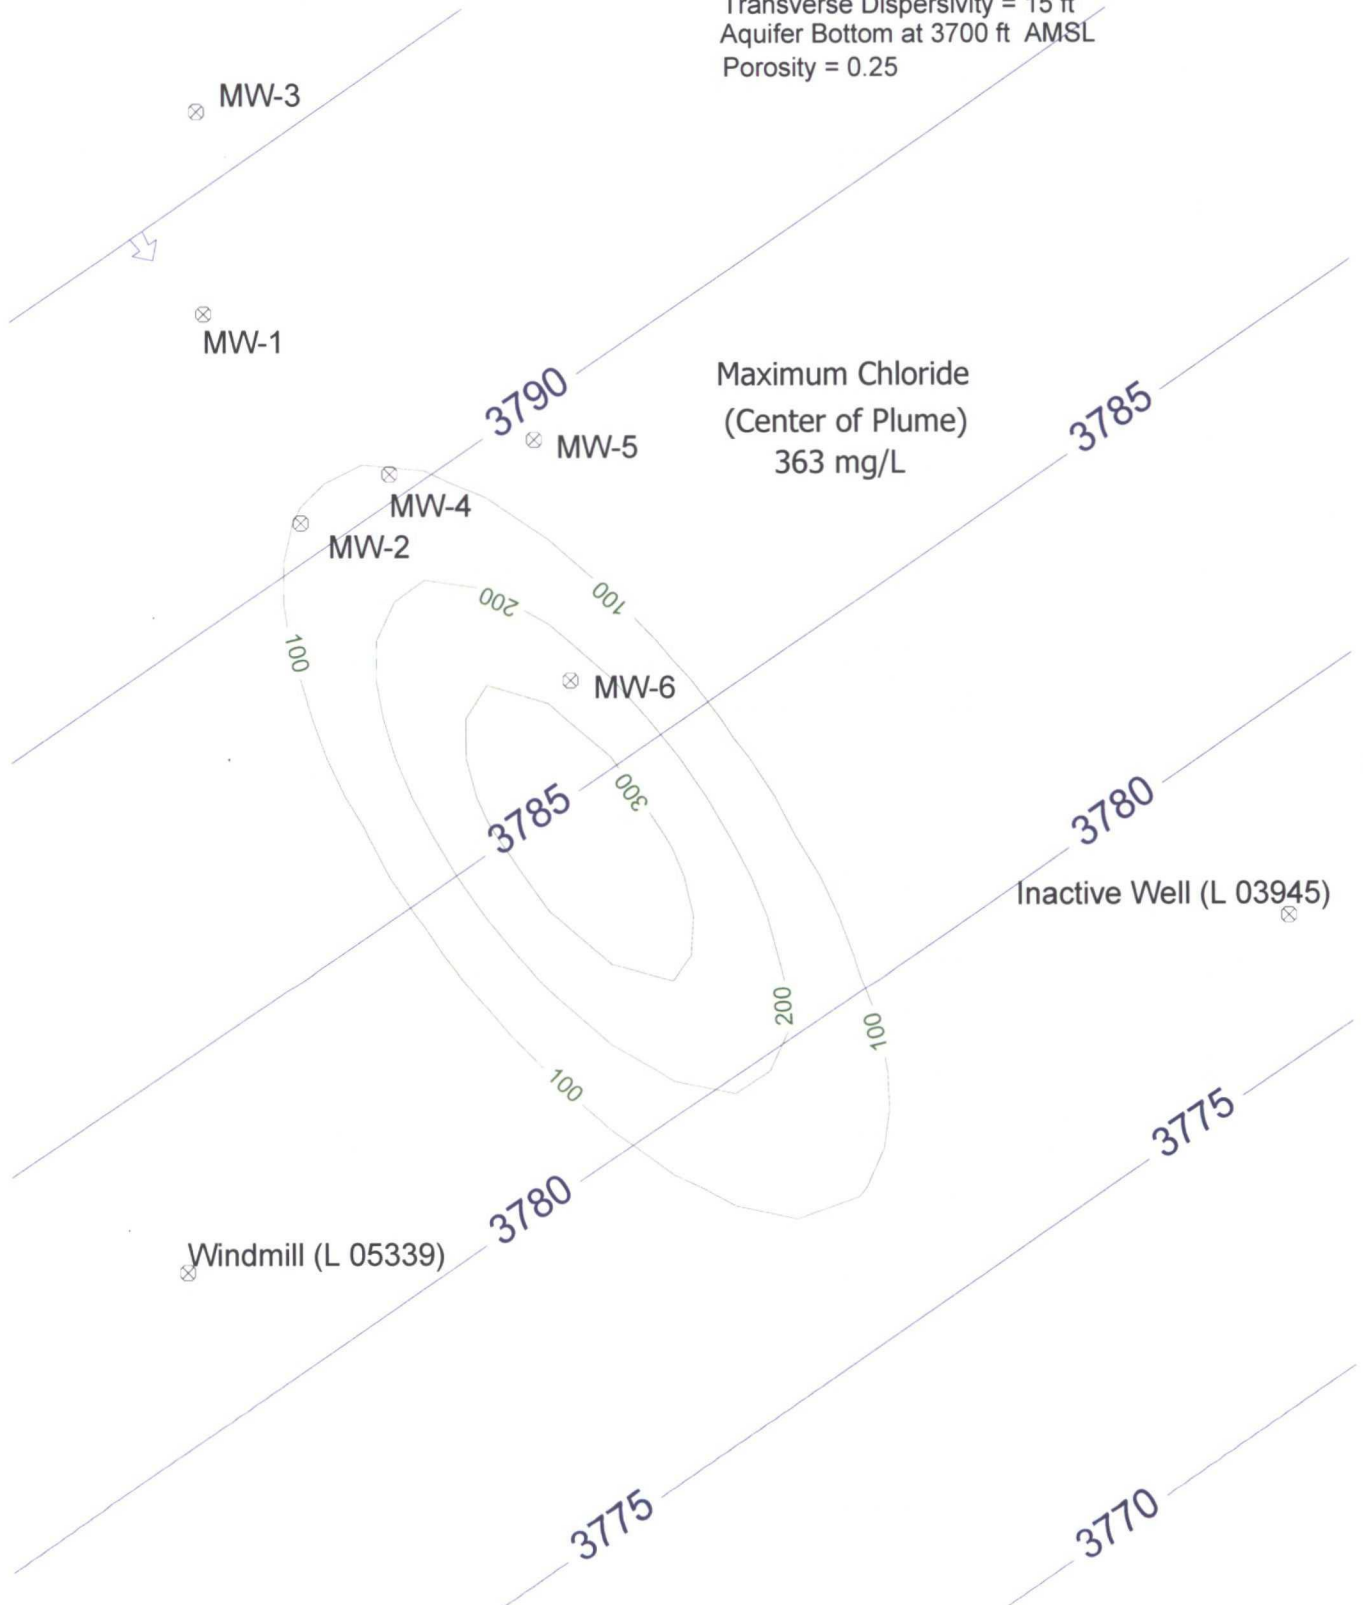 Transverse Dispersivity = 15 ft
Aquifer Bottom at 3700 ft AMSL
Porosity = 0.25
MW-3
MW-1
3790
MW-5
Maximum Chloride
(Center of Plume)
363 mg/L
3785
MW-4
MW-2
200
100
100
MW-6
300
3785
3780
Inactive Well (L 03945)
200
100
100
3775
3780
Windmill (L 05339)
3775
3770